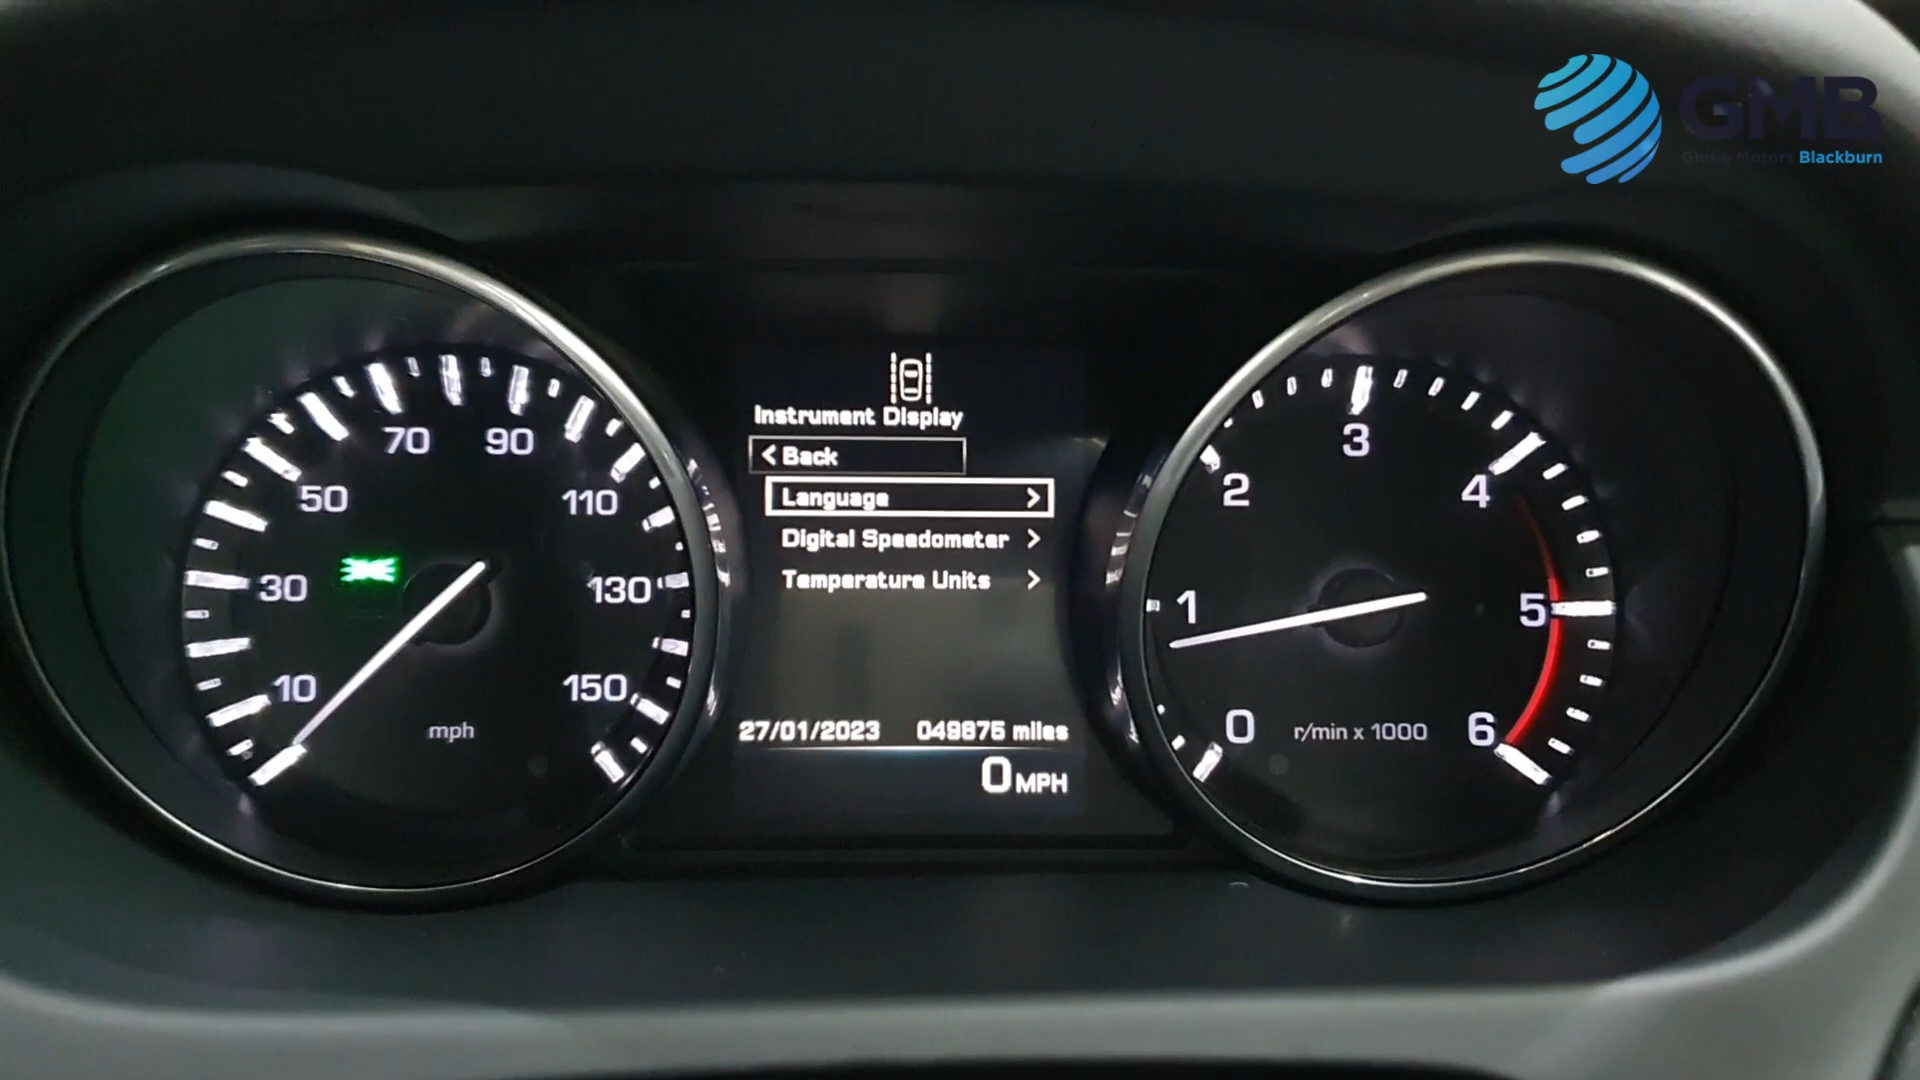 GMB
Globe Motors Blackburn
Instrument Display
Back
Language
Digital Speedometer
Temperature Units
27/01/2023 049875 miles
0 MPH
10
30
50
70
90
110
130
150
mph
0
1
2
3
4
5
6
r/min x 1000